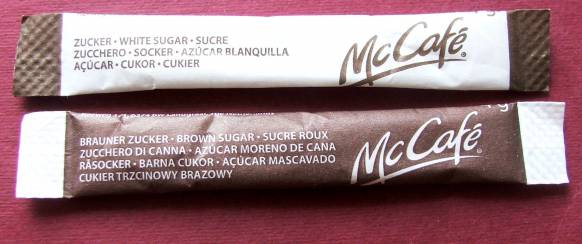 ZUCKER • WHITE SUGAR • SUCRE
ZUCCHERO • SOCKER • AZÚCAR BLANQUILLA
AÇÚCAR • CUKOR • CUKIER
McCafé®
BRAUNER ZUCKER • BROWN SUGAR • SUCRE ROUX
ZUCCHERO DI CANNA • AZÚCAR MORENO DE CANA
RÅSOCKER • BARNA CUKOR • AÇÚCAR MASCAVADO
CUKIER TRZCINOWY BRAZOWY
McCafé®